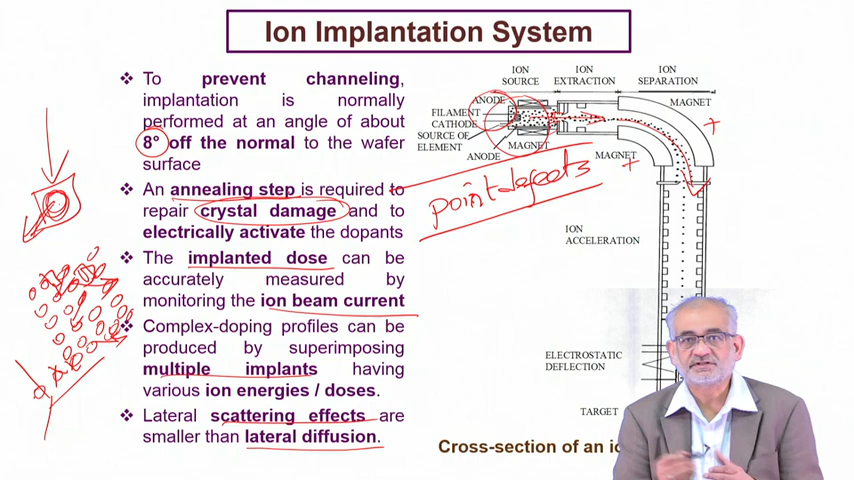 Ion Implantation System
❖ To prevent channeling,
implantation is normally
performed at an angle of about
8° off the normal to the wafer
surface
❖ An annealing step is required to
repair crystal damage and to
electrically activate the dopants
❖ The implanted dose can be
accurately measured by
monitoring the ion beam current
❖ Complex-doping profiles can be
produced by superimposing
multiple implants having
various ion energies / doses.
❖ Lateral scattering effects are
smaller than lateral diffusion.
ION
SOURCE
ION
EXTRACTION
ION
SEPARATION
ANODE
FILAMENT
CATHODE
SOURCE OF
ELEMENT
ANODE
MAGNET
MAGNET
MAGNET
+
+
point defects
ION
ACCELERATION
ELECTROSTATIC
DEFLECTION
TARGET
Cross-section of an io